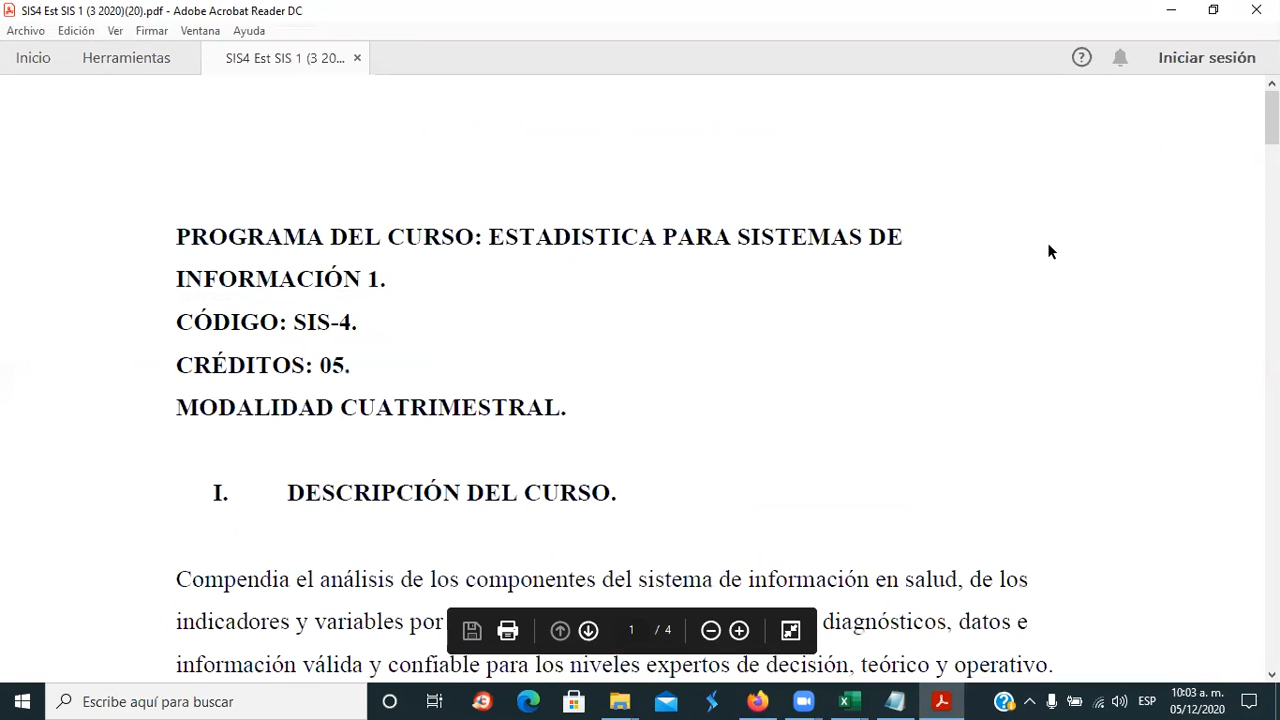 SIS4 Est SIS 1 (3 2020)(20).pdf - Adobe Acrobat Reader DC
Archivo Edición Ver Firmar Ventana Ayuda
Inicio Herramientas SIS4 Est SIS 1 (3 20... × Iniciar sesión
PROGRAMA DEL CURSO: ESTADISTICA PARA SISTEMAS DE
INFORMACIÓN 1.
CÓDIGO: SIS-4.
CRÉDITOS: 05.
MODALIDAD CUATRIMESTRAL.
I. DESCRIPCIÓN DEL CURSO.
Compendia el análisis de los componentes del sistema de información en salud, de los
indicadores y variables por diagnósticos, datos e
información válida y confiable para los niveles expertos de decisión, teórico y operativo.
1 / 4
Escribe aquí para buscar
ESP
10:03 a. m.
05/12/2020